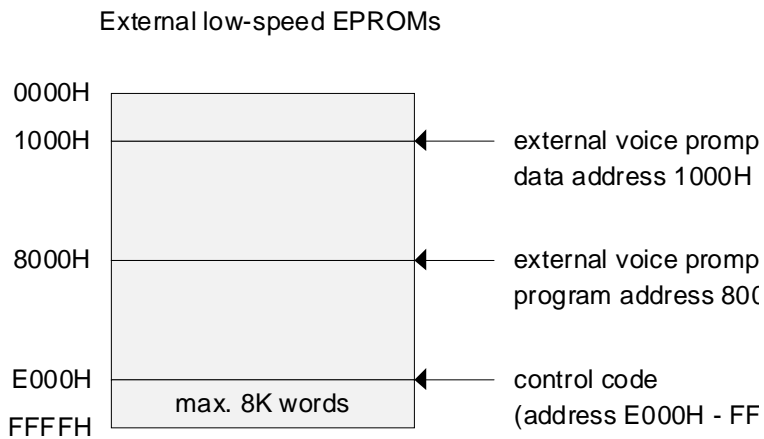 External low-speed EPROMs
0000H
1000H
external voice promp
data address 1000H
8000H
external voice promp
program address 800
E000H
control code
max. 8K words
(address E000H - FF
FFFFH